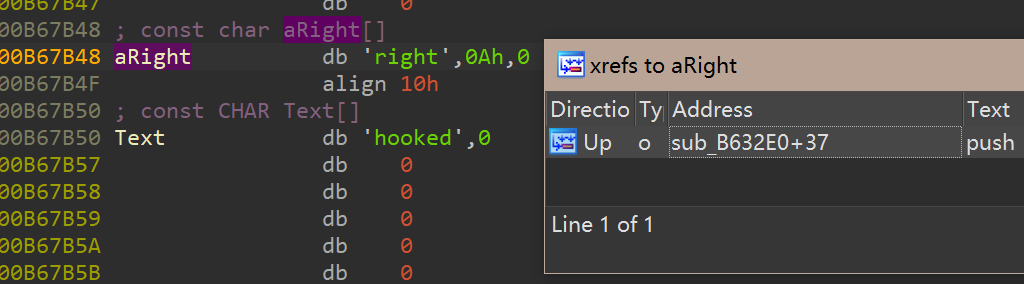 00B67B47 db 0
00B67B48 ; const char aRight[]
00B67B48 aRight db 'right',0Ah,0
00B67B4F align 10h
00B67B50 ; const CHAR Text[]
00B67B50 Text db 'hooked',0
00B67B57 db 0
00B67B58 db 0
00B67B59 db 0
00B67B5A db 0
00B67B5B db 0
xrefs to aRight
Directio Ty Address Text
Up o sub_B632E0+37 push
Line 1 of 1